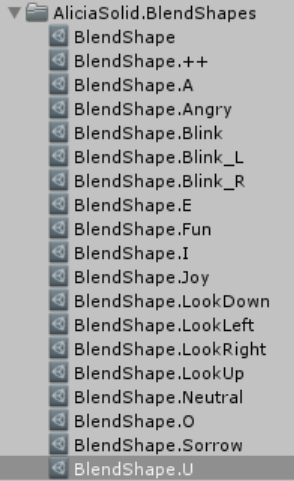 AliciaSolid.BlendShapes
BlendShape
BlendShape.++
BlendShape.A
BlendShape.Angry
BlendShape.Blink
BlendShape.Blink_L
BlendShape.Blink_R
BlendShape.E
BlendShape.Fun
BlendShape.I
BlendShape.Joy
BlendShape.LookDown
BlendShape.LookLeft
BlendShape.LookRight
BlendShape.LookUp
BlendShape.Neutral
BlendShape.O
BlendShape.Sorrow
BlendShape.U